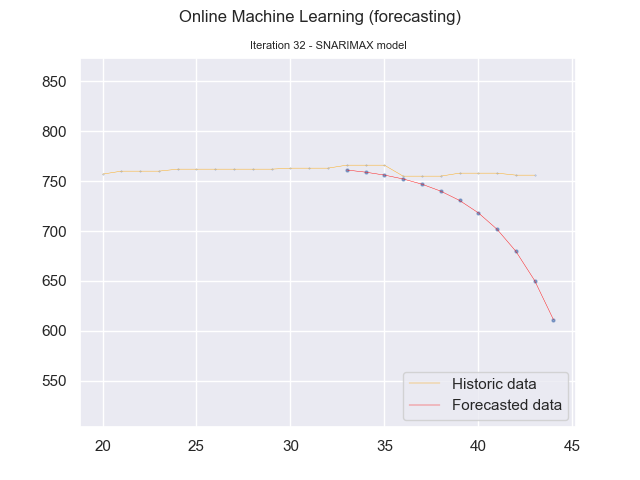 Online Machine Learning (forecasting)
Iteration 32 - SNARIMAX model
850
800
750
700
650
600
550
Historic data
Forecasted data
20 25 30 35 40 45